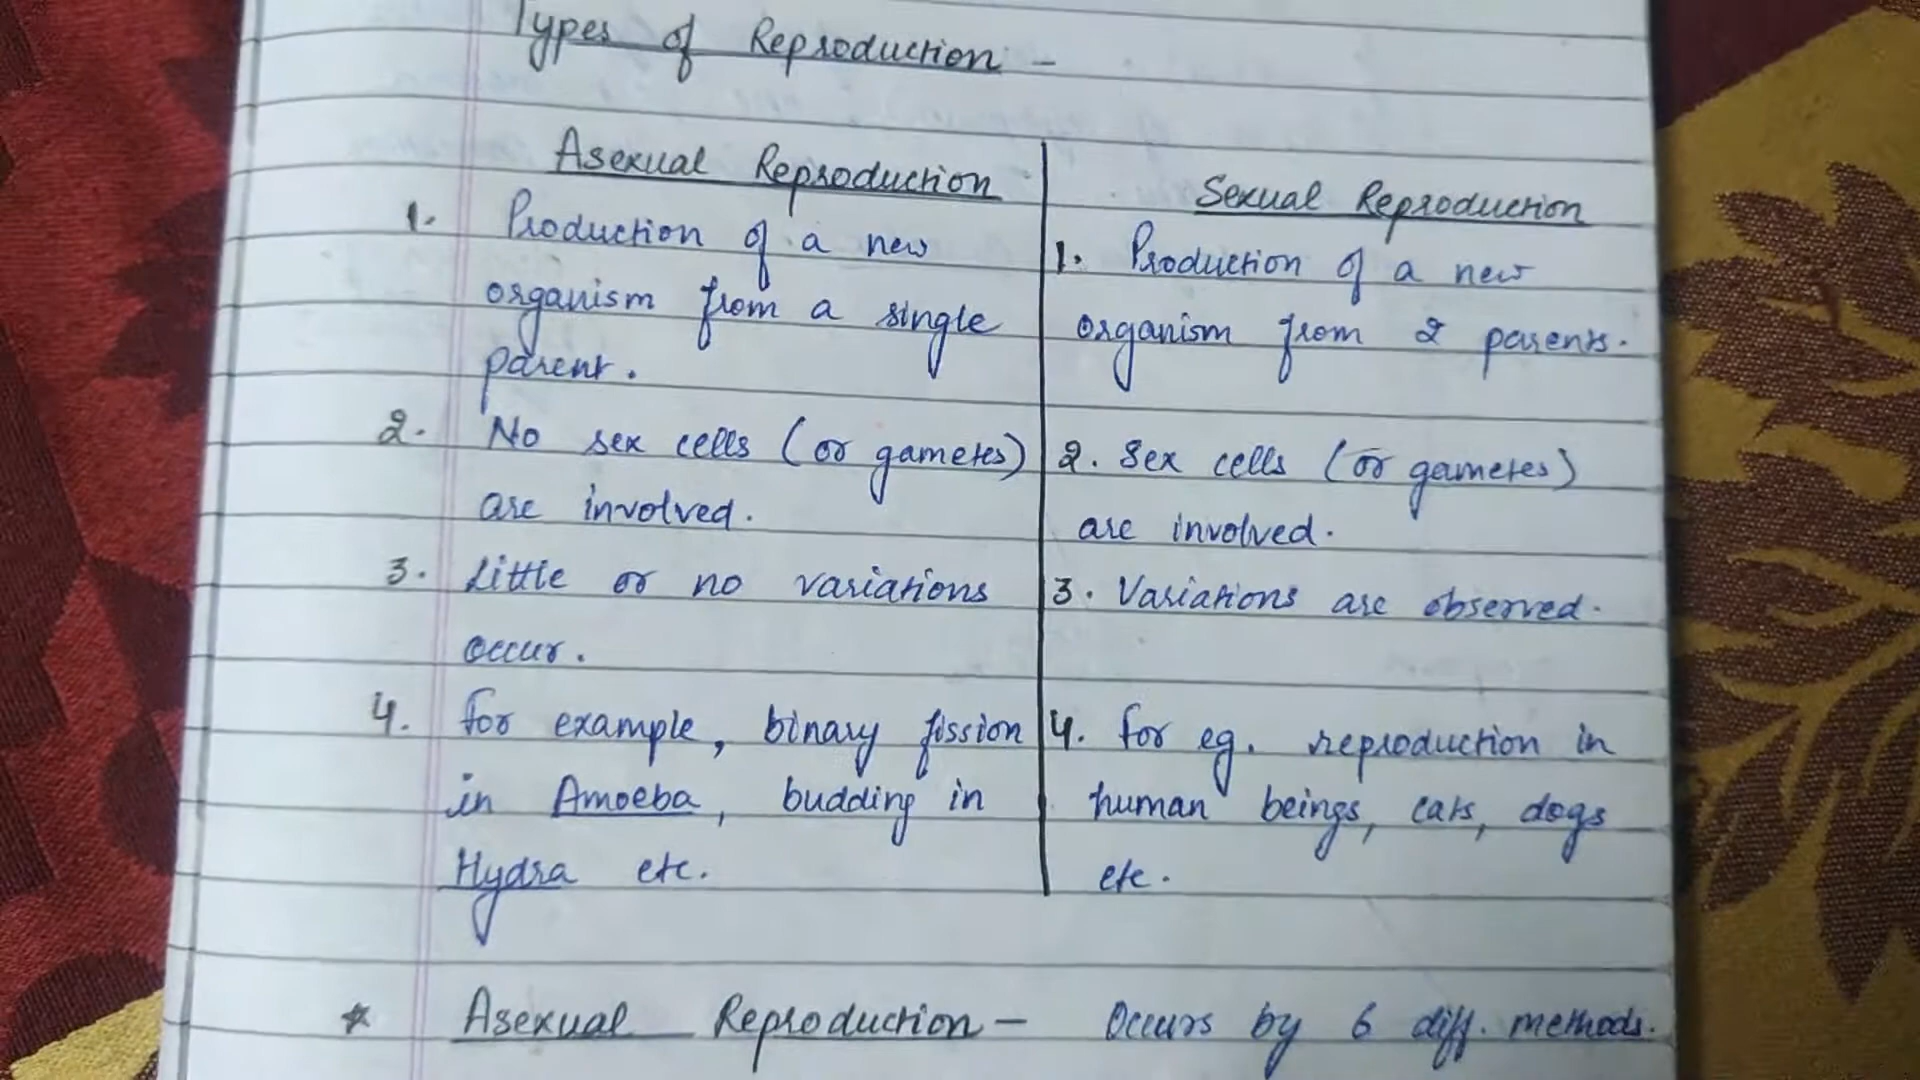 Types of Reproduction -
Asexual Reproduction
1. Production of a new
organism from a single
parent.
2. No sex cells (or gametes)
are involved.
3. Little or no variations
occur.
4. for example, binary fission
in Amoeba, budding in
Hydra etc.
Sexual Reproduction
1. Production of a new
organism from 2 parents.
2. Sex cells (or gametes)
are involved.
3. Variations are observed.
4. for eg. reproduction in
human beings, cats, dogs
etc.
* Asexual Reproduction - Occurs by 6 diff. methods.